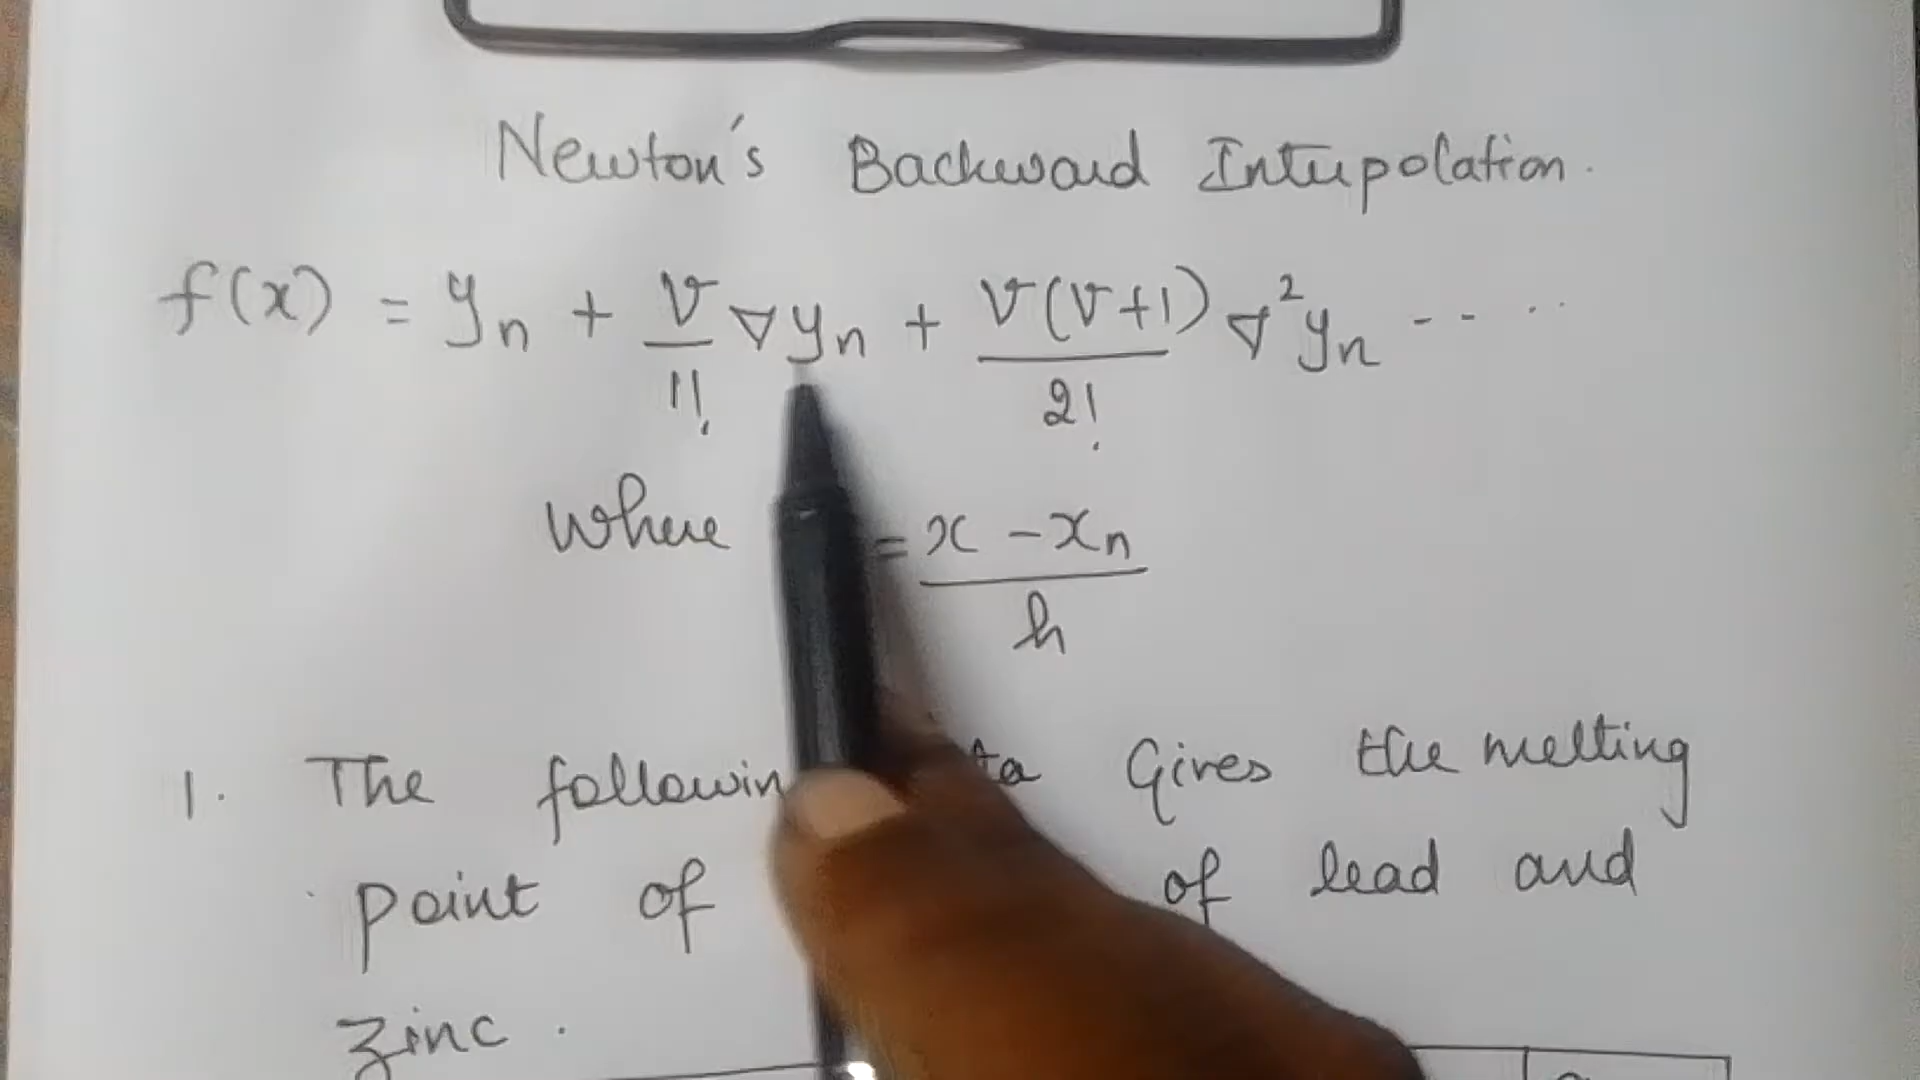 Newton's Backward Interpolation.
f(x) = yn + v/1! ∇yn + v(v+1)/2! ∇²yn - - - -
where = x - xn / h
1. The Gives the melting
point of of lead and
zinc.